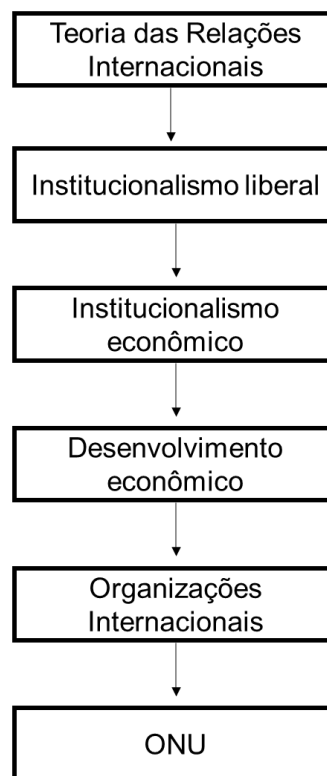 Teoria das Relações
Internacionais
Institucionalismo liberal
Institucionalismo
econômico
Desenvolvimento
econômico
Organizações
Internacionais
ONU